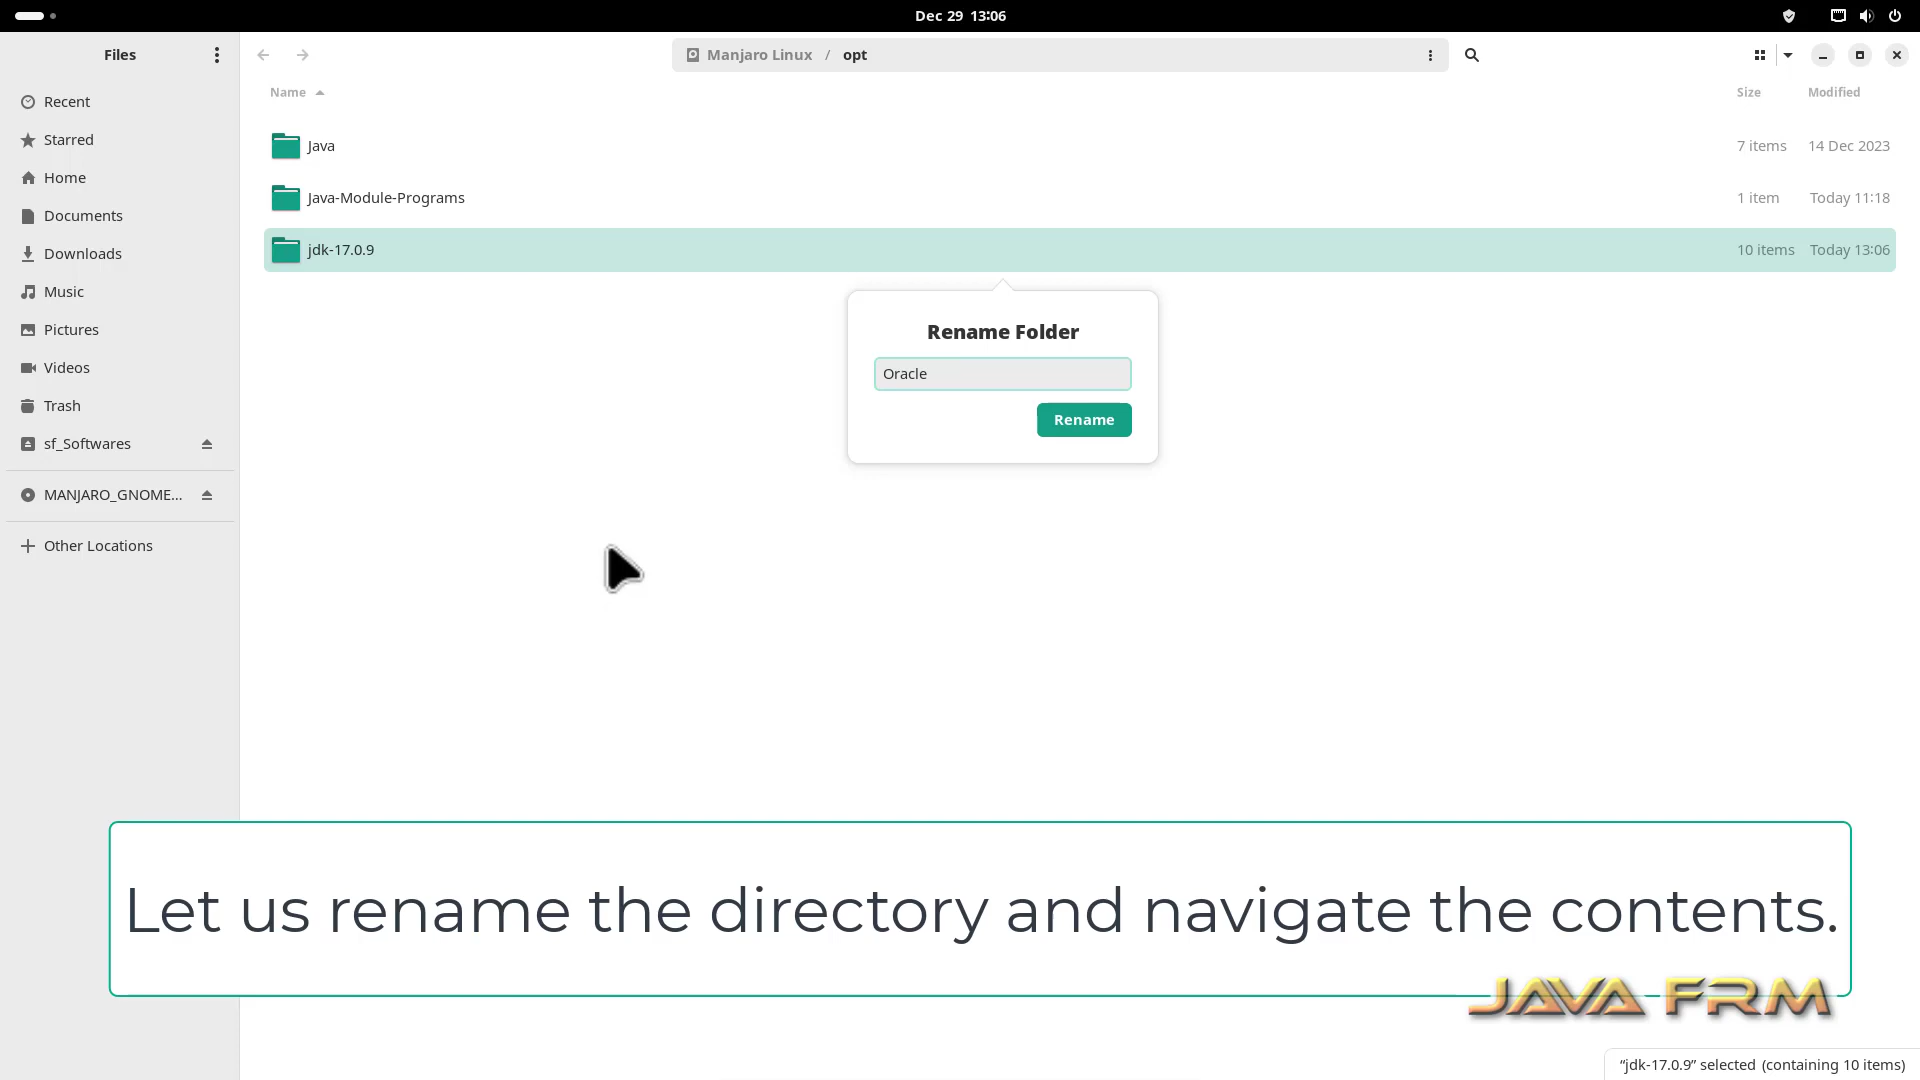 Dec 29 13:06
Files
Manjaro Linux / opt
Name
Size
Modified
Recent
Starred
Home
Documents
Downloads
Music
Pictures
Videos
Trash
sf_Softwares
MANJARO_GNOME...
Other Locations
Java
7 items
14 Dec 2023
Java-Module-Programs
1 item
Today 11:18
jdk-17.0.9
10 items
Today 13:06
Rename Folder
Oracle
Rename
Let us rename the directory and navigate the contents.
JAVA FRM
“jdk-17.0.9” selected (containing 10 items)